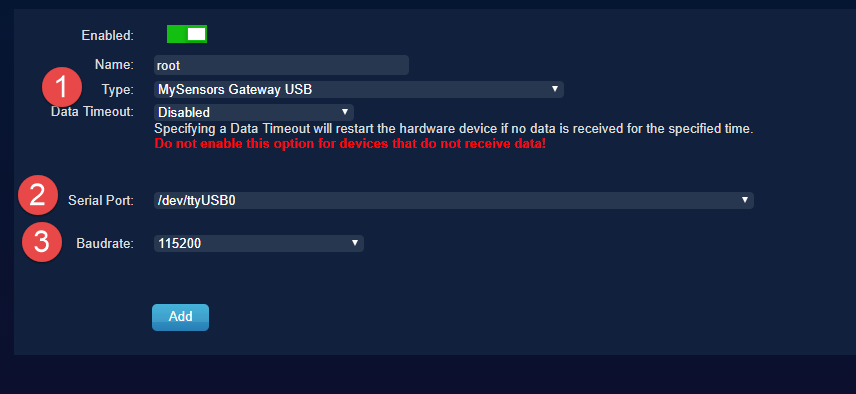 Enabled:
Name: root
1 Type: MySensors Gateway USB
Data Timeout: Disabled
Specifying a Data Timeout will restart the hardware device if no data is received for the specified time.
Do not enable this option for devices that do not receive data!
2 Serial Port: /dev/ttyUSB0
3 Baudrate: 115200
Add